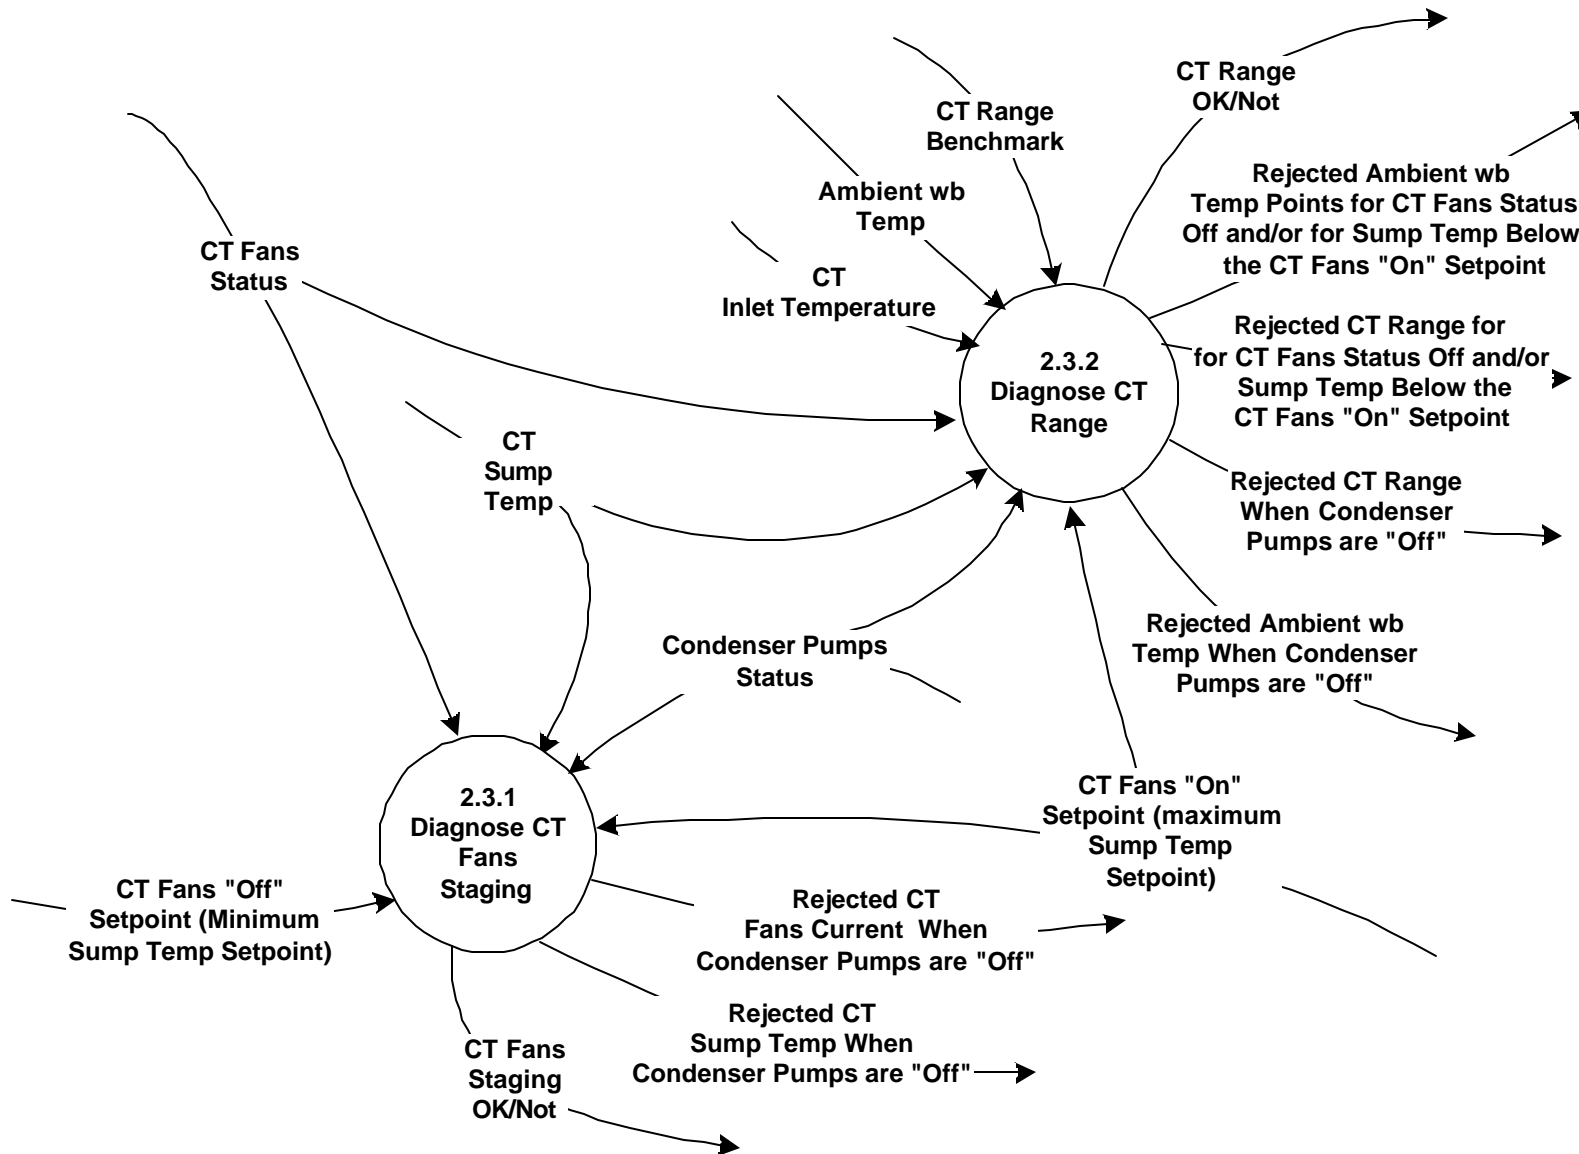 CT Range
OK/Not
CT Range
Benchmark
Ambient wb
Temp
CT
Inlet Temperature
CT Fans
Status
Rejected Ambient wb
Temp Points for CT Fans Status
Off and/or for Sump Temp Below
the CT Fans "On" Setpoint
Rejected CT Range for
for CT Fans Status Off and/or
Sump Temp Below the
CT Fans "On" Setpoint
2.3.2
Diagnose CT
Range
CT
Sump
Temp
Rejected CT Range
When Condenser
Pumps are "Off"
Condenser Pumps
Status
Rejected Ambient wb
Temp When Condenser
Pumps are "Off"
2.3.1
Diagnose CT
Fans
Staging
CT Fans "On"
Setpoint (maximum
Sump Temp
Setpoint)
CT Fans "Off"
Setpoint (Minimum
Sump Temp Setpoint)
Rejected CT
Fans Current When
Condenser Pumps are "Off"
Rejected CT
Sump Temp When
Condenser Pumps are "Off"
CT Fans
Staging
OK/Not